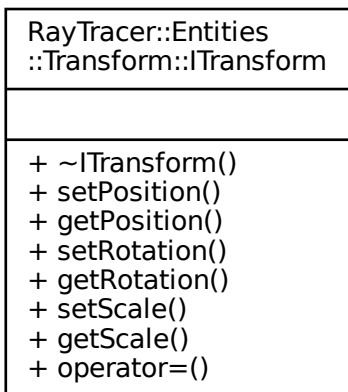 RayTracer::Entities
::Transform::ITransform
+ ~ITransform()
+ setPosition()
+ getPosition()
+ setRotation()
+ getRotation()
+ setScale()
+ getScale()
+ operator=()